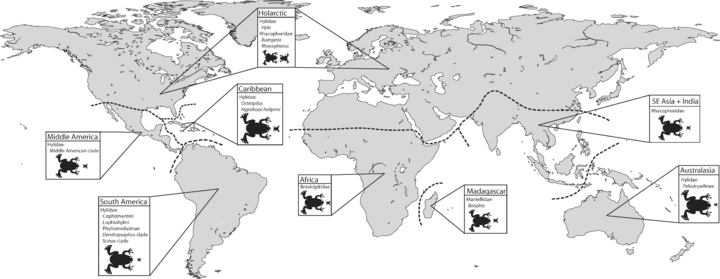 Holarctic
Hylidae:
Hyla
Rhacophoridae
Buergeria
Rhacophorus
Caribbean
Hylidae:
Osteopilus
Hypsiboas heilprini
SE Asia + India
Rhacophoridae
Middle America
Hylidae:
Middle American clade
South America
Hylidae:
Cophomantini
Lophiohylini
Phyllomedusinae
Dendropsophus clade
Scinax clade
Africa
Brevicipitidae
Madagascar
Mantellidae:
Boophis
Australasia
Hylidae:
Pelodryadinae